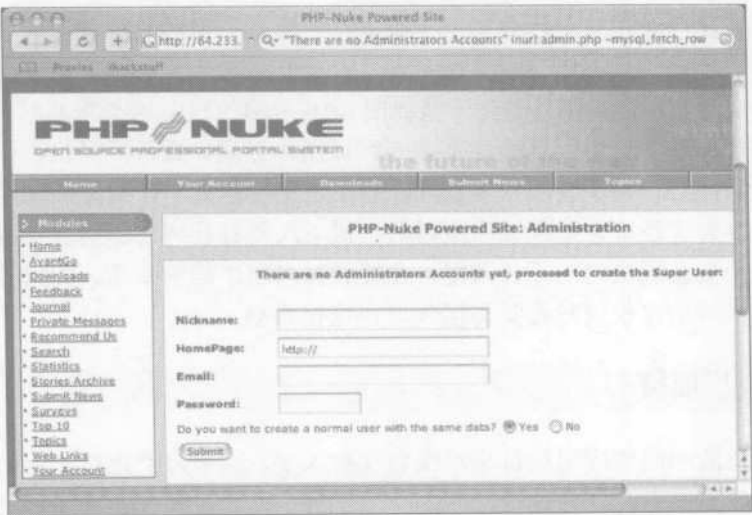 PHP-Nuke Powered Site
http://64.233. "There are no Administrators Accounts" inurl:admin.php -mysql_fetch_row
Proxies ihackstuff
PHP NUKE
OPEN SOURCE PROFESSIONAL PORTAL SYSTEM
the future of the web
Home Your Account Downloads Submit News Topics
Modules
PHP-Nuke Powered Site: Administration
• Home
• AvantGo
• Downloads
• Feedback
• Journal
• Private Messages
• Recommend Us
• Search
• Statistics
• Stories Archive
• Submit News
• Surveys
• Top 10
• Topics
• Web Links
• Your Account
There are no Administrators Accounts yet, proceed to create the Super User:
Nickname:
HomePage: http://
Email:
Password:
Do you want to create a normal user with the same data? Yes No
Submit